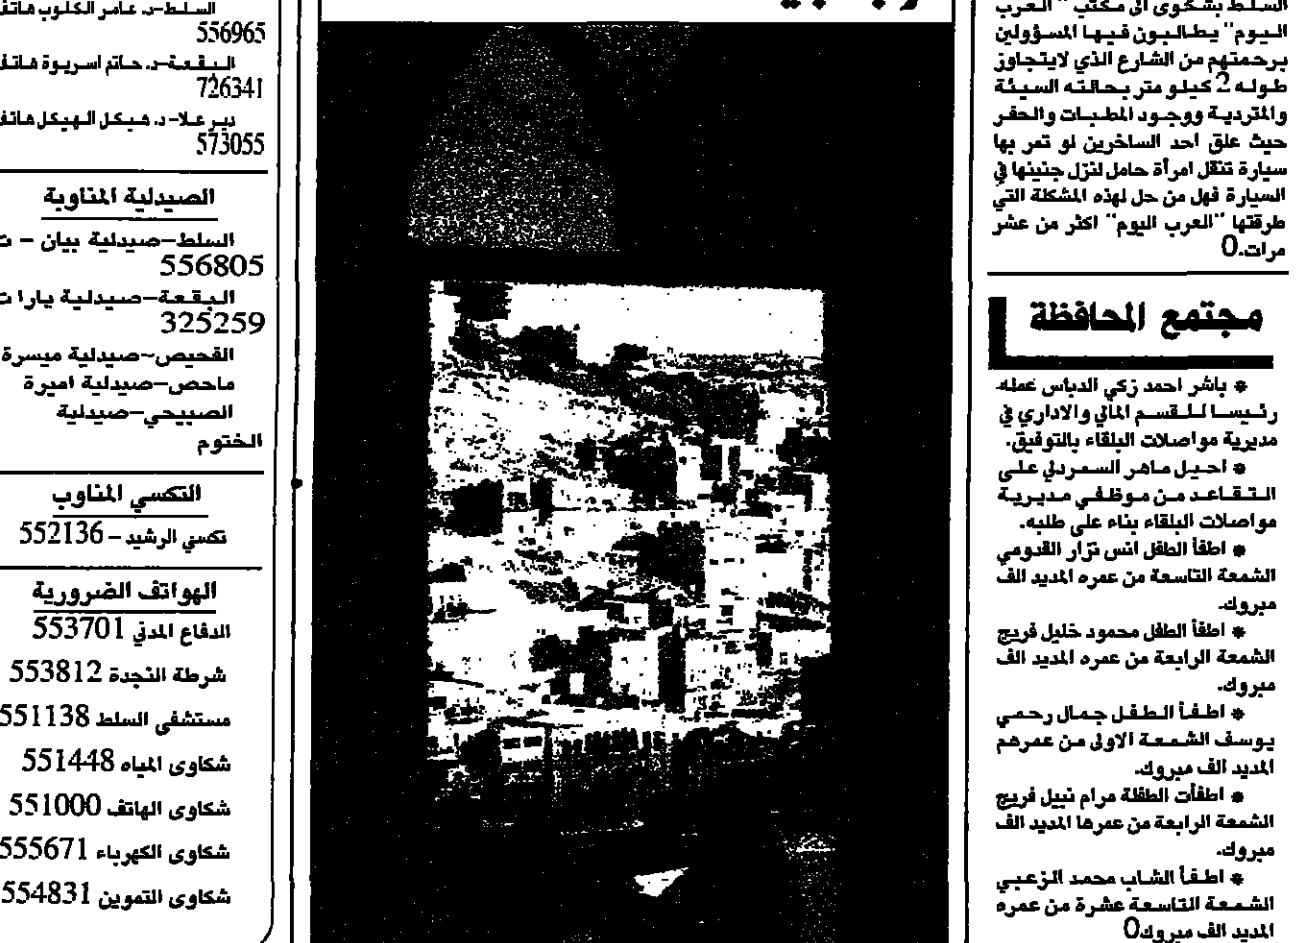 السلط بشكوى الى مكتب "العرب
اليوم" يطالبون فيها المسؤولين
برحمتهم من الشارع الذي لايتجاوز
طوله 2 كيلو متر بحالته السيئة
والمتردية ووجود المطبات والحفر
حيث علق احد الساخرين لو تمر بها
سيارة تنقل امرأة حامل لنزل جنينها في
السيارة فهل من حل لهذه المشكلة التي
طرقتها "العرب اليوم" اكثر من عشر
مرات.0
مجتمع المحافظة
* باشر احمد زكي الدباس عمله
رئيسا للقسم المالي والاداري في
مديرية مواصلات البلقاء بالتوفيق.
* احيل ماهر السمردلي على
التقاعد من موظفي مديرية
مواصلات البلقاء بناء على طلبه.
* اطفأ الطفل انس نزار القدومي
الشمعة التاسعة من عمره المديد الف
مبروك.
* اطفأ الطفل محمود خليل فريج
الشمعة الرابعة من عمره المديد الف
مبروك.
* اطفأ الطفل جمال رحمي
يوسف الشمعة الاولى من عمرهم
المديد الف مبروك.
* اطفأت الطفلة مرام نبيل فريج
الشمعة الرابعة من عمرها المديد الف
مبروك.
* اطفأ الشاب محمد الزعبي
الشمعة التاسعة عشرة من عمره
المديد الف مبروك0
السلط-د. عامر الكلوب هاتف
556965
البقعة-د. حاتم اسريوة هاتف
726341
دير علا-د. هيكل الهيكل هاتف
573055
الصيدلية المناوبة
السلط-صيدلية بيان - ت
556805
البقعة-صيدلية يارا ت
325259
الفحيص-صيدلية ميسرة
ماحص-صيدلية اميرة
الصبيحي-صيدلية
الختوم
التكسي المناوب
تكسي الرشيد - 552136
الهواتف الضرورية
الدفاع المدني 553701
شرطة النجدة 553812
مستشفى السلط 551138
شكاوى المياه 551448
شكاوى الهاتف 551000
شكاوى الكهرباء 555671
شكاوى التموين 554831